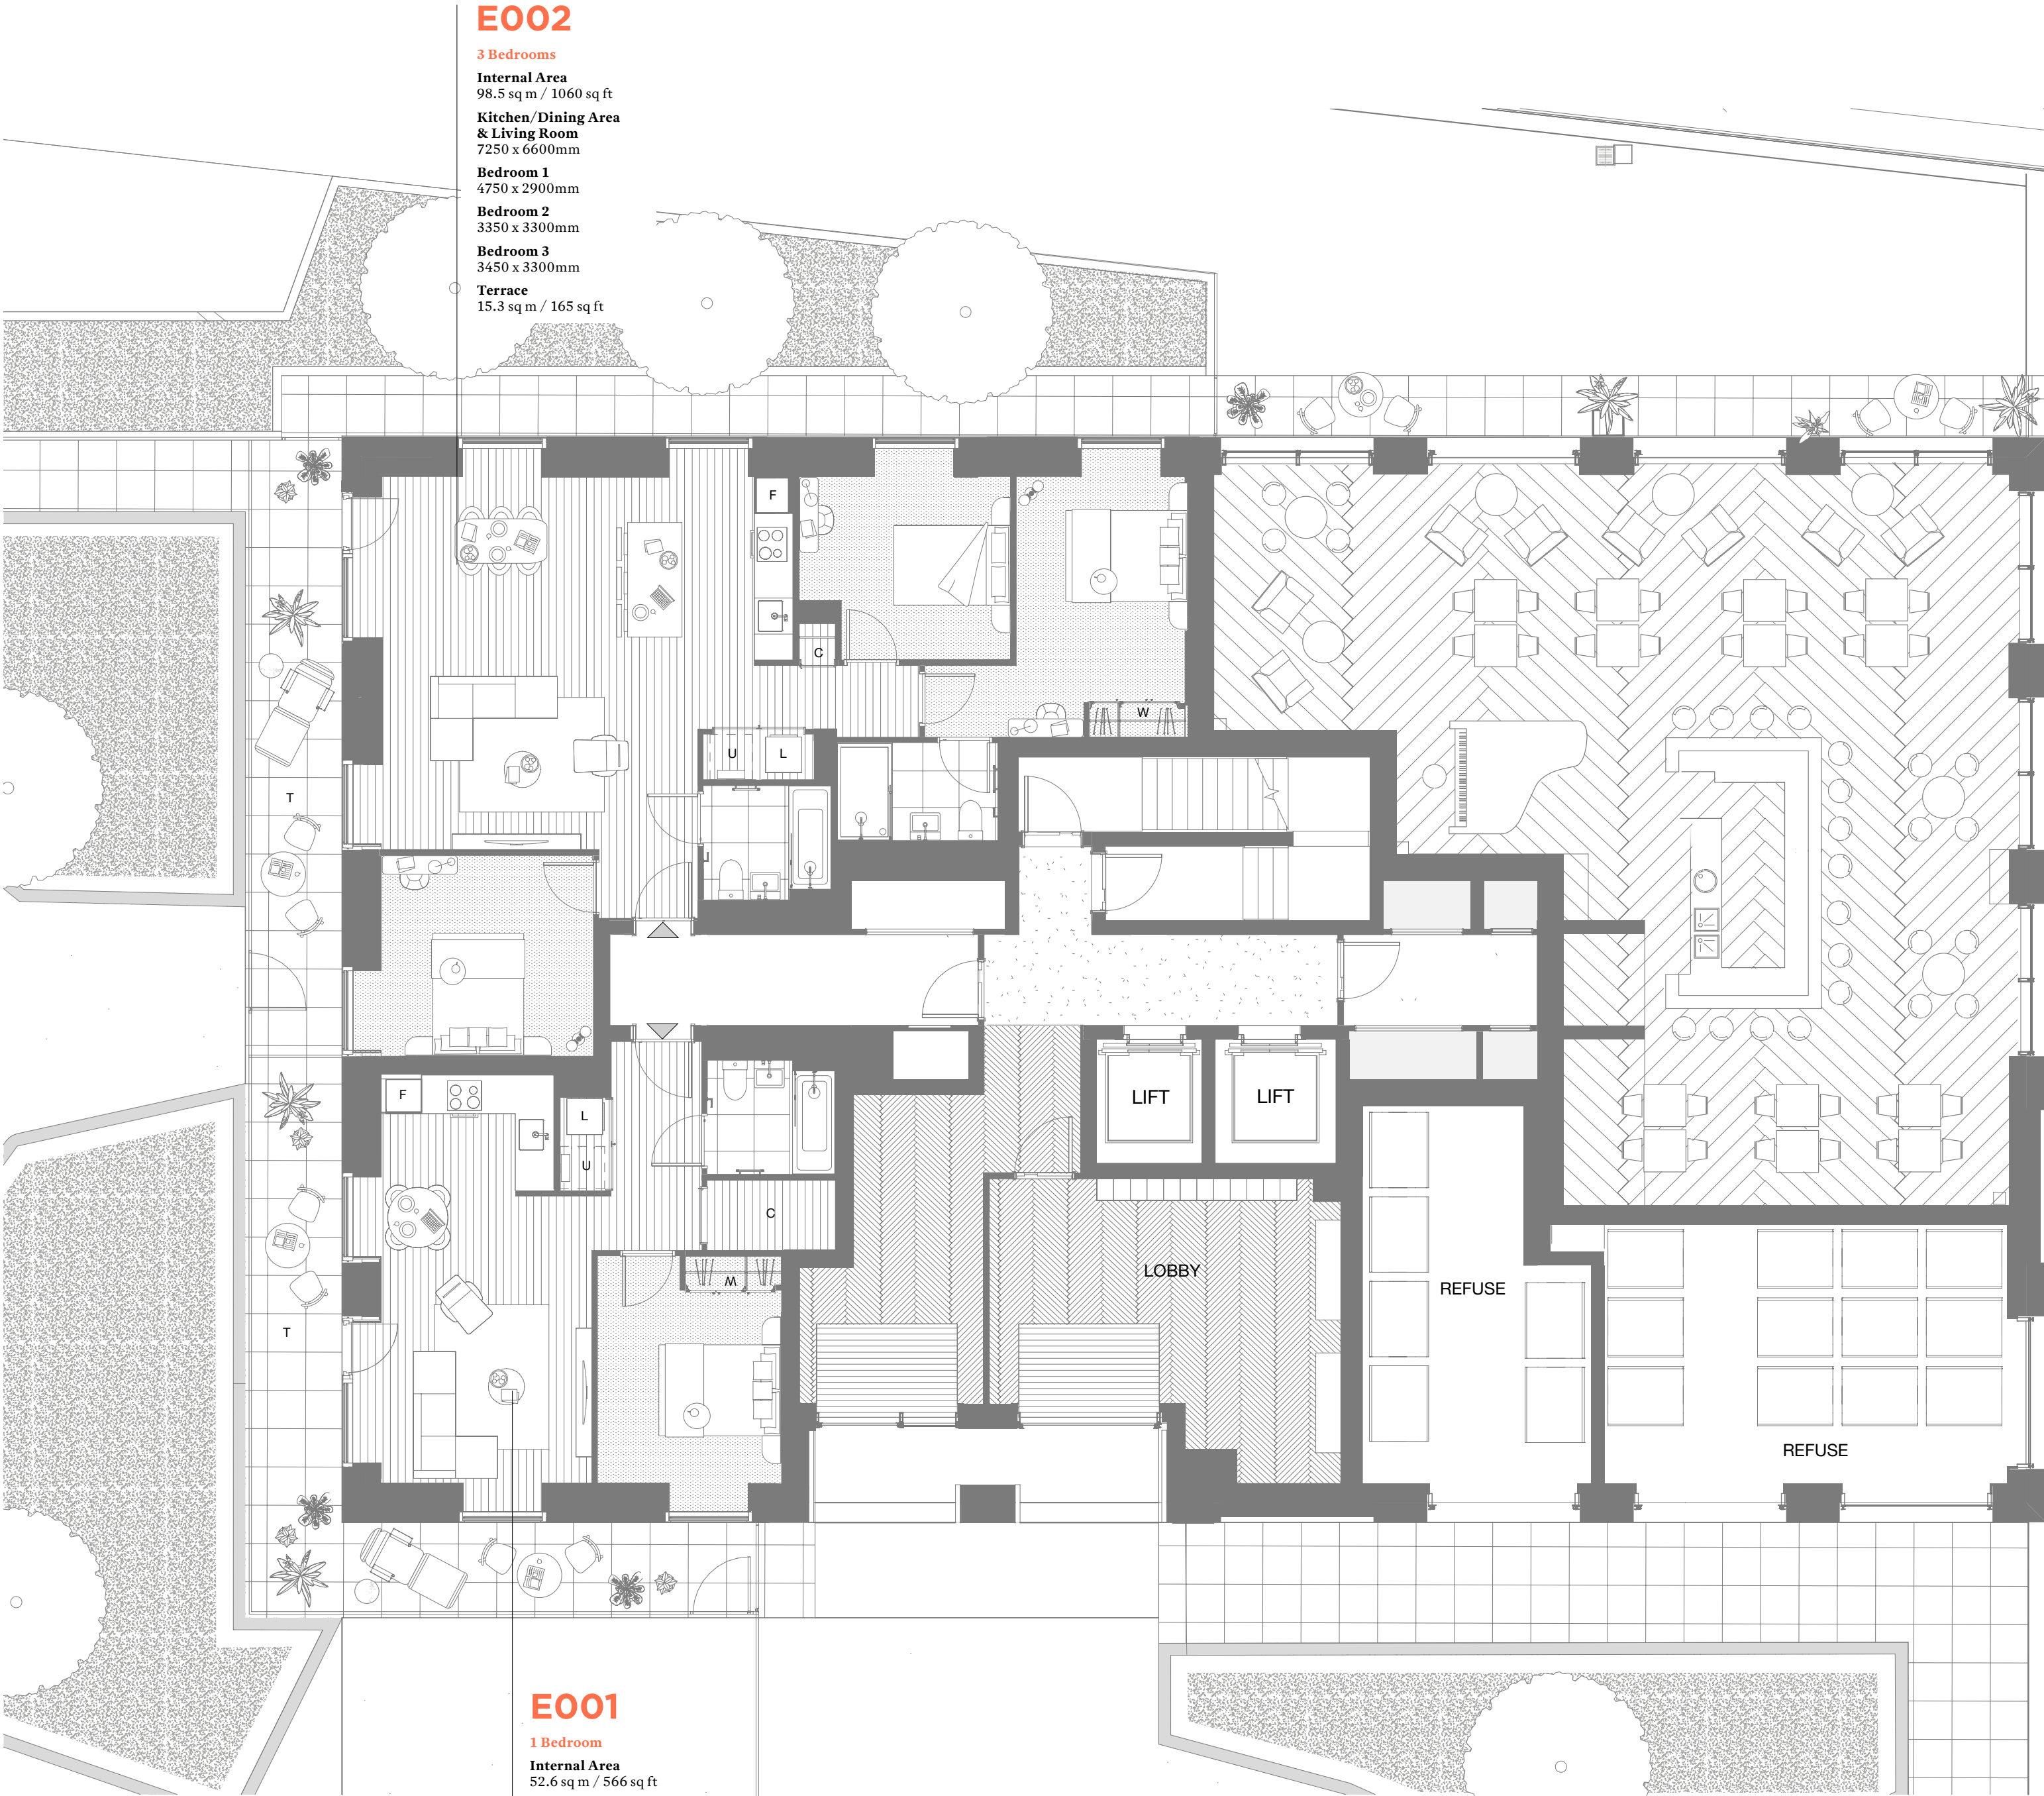 E002
3 Bedrooms
Internal Area
98.5 sq m / 1060 sq ft
Kitchen/Dining Area
& Living Room
7250 x 6600mm
Bedroom 1
4750 x 2900mm
Bedroom 2
3350 x 3300mm
Bedroom 3
3450 x 3300mm
Terrace
15.3 sq m / 165 sq ft
F
C
W
U
L
T
F
L
LIFT
LIFT
U
C
LOBBY
W
REFUSE
T
REFUSE
E001
1 Bedroom
Internal Area
52.6 sq m / 566 sq ft